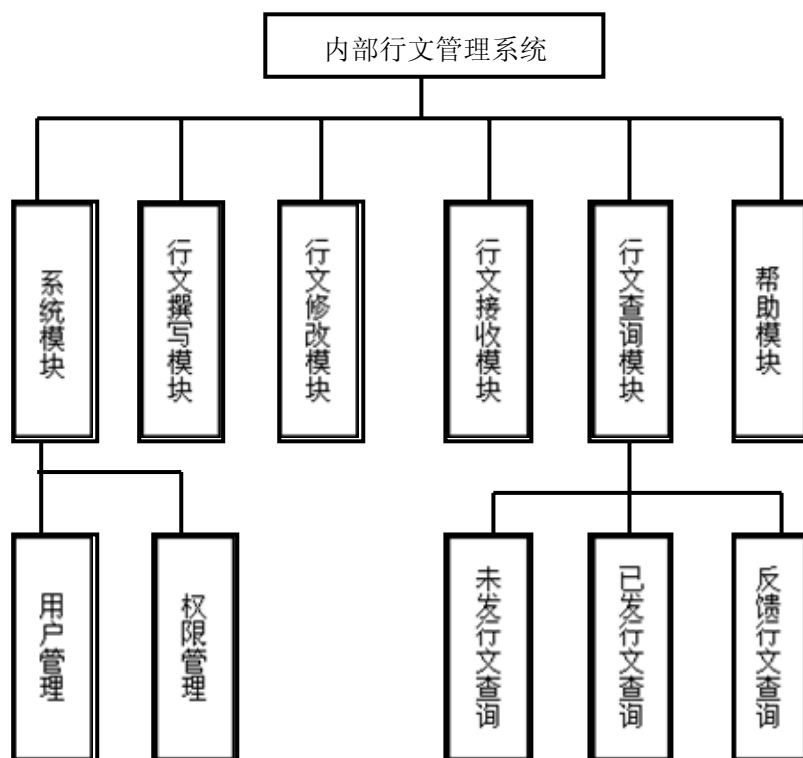 内部行文管理系统
系统模块
行文撰写模块
行文修改模块
行文接收模块
行文查询模块
帮助模块
用户管理
权限管理
未发行文查询
已发行文查询
反馈行文查询